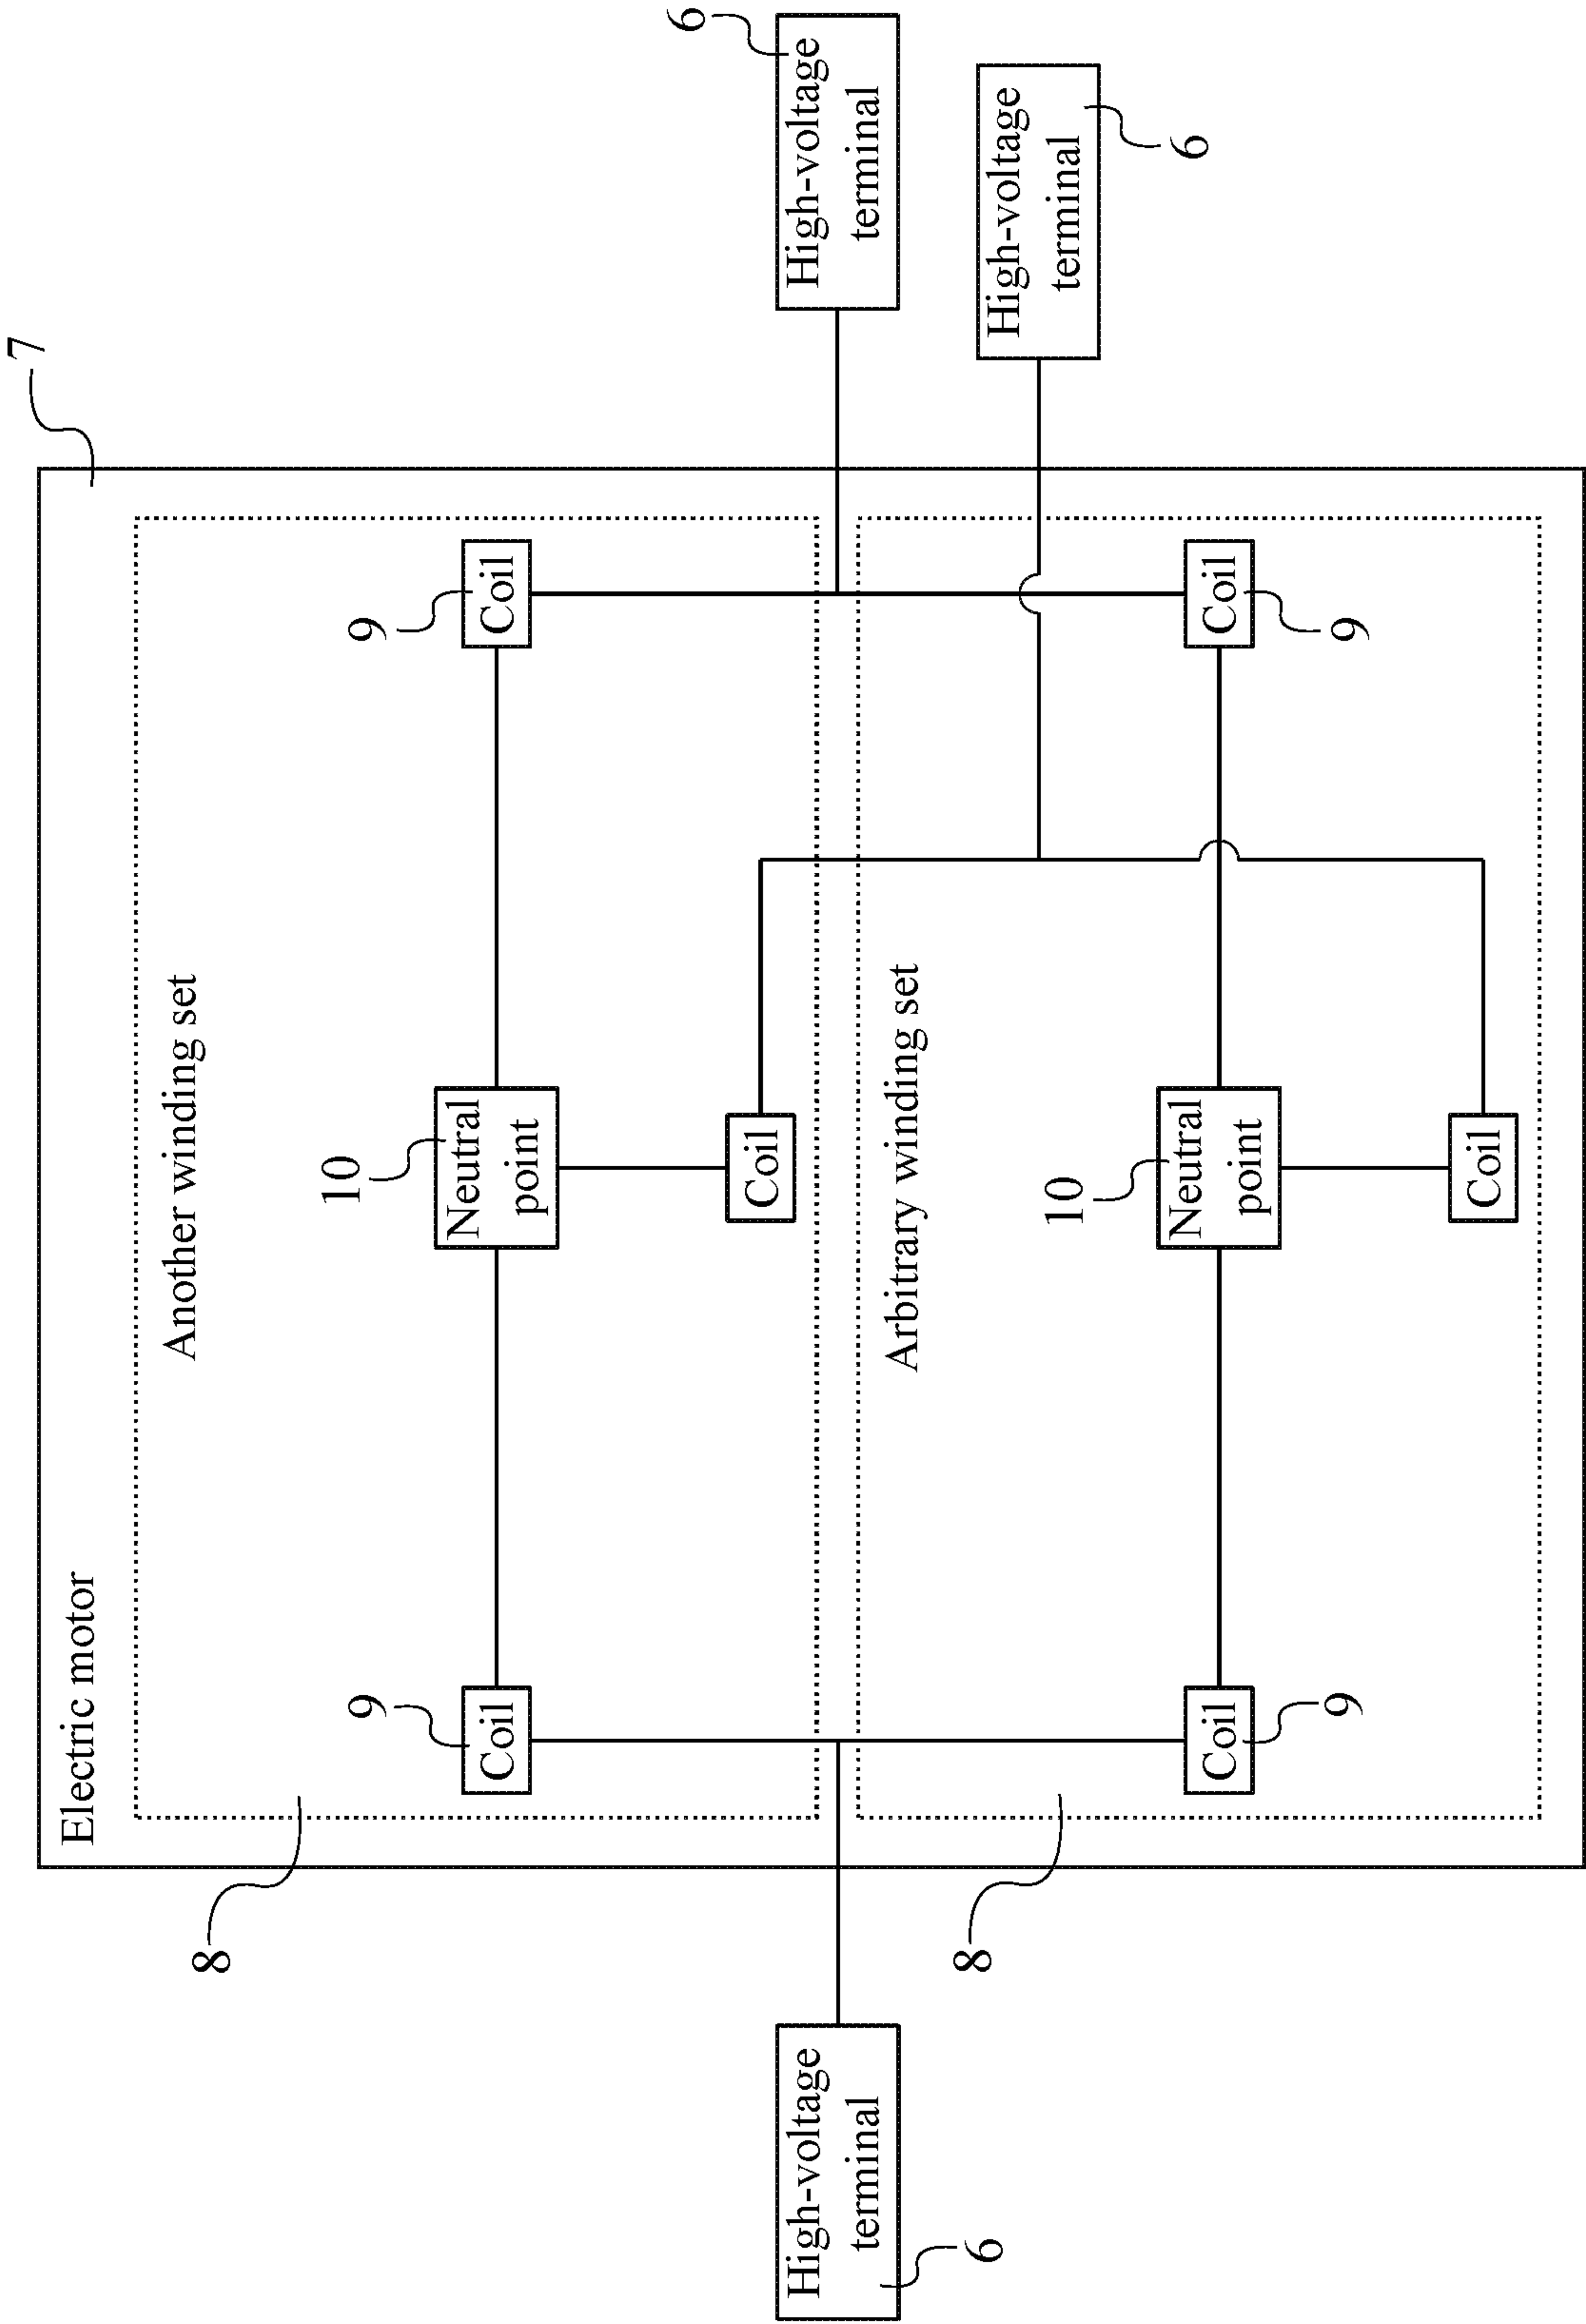 7
Electric motor
Another winding set
8
10
9
9
Coil
Neutral
point
Coil
6
Coil
High-voltage
terminal
6
High-voltage
terminal
Arbitrary winding set
8
High-voltage
terminal
6
10
Coil
Neutral
point
Coil
9
9
Coil